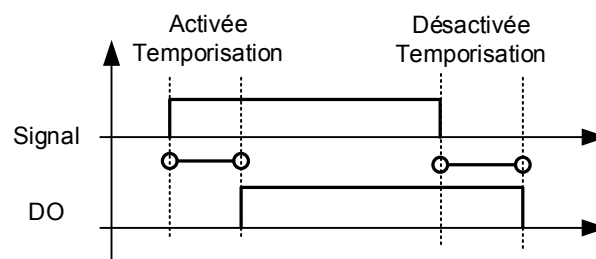 Activée
Temporisation
Désactivée
Temporisation
Signal
DO